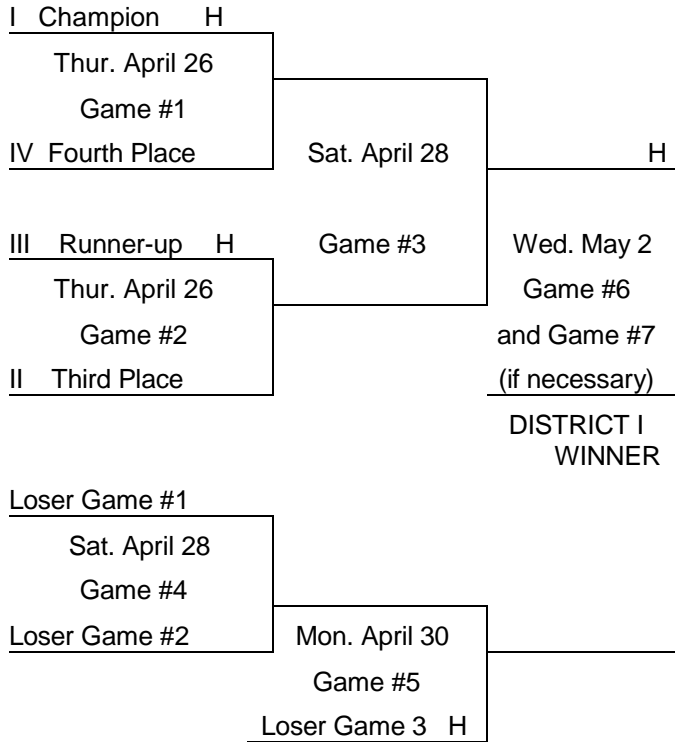 I Champion H
Thur. April 26
Game #1
IV Fourth Place
Sat. April 28
H
III Runner-up H
Game #3
Wed. May 2
Thur. April 26
Game #6
Game #2
and Game #7
II Third Place
(if necessary)
DISTRICT I
WINNER
Loser Game #1
Sat. April 28
Game #4
Loser Game #2
Mon. April 30
Game #5
Loser Game 3 H